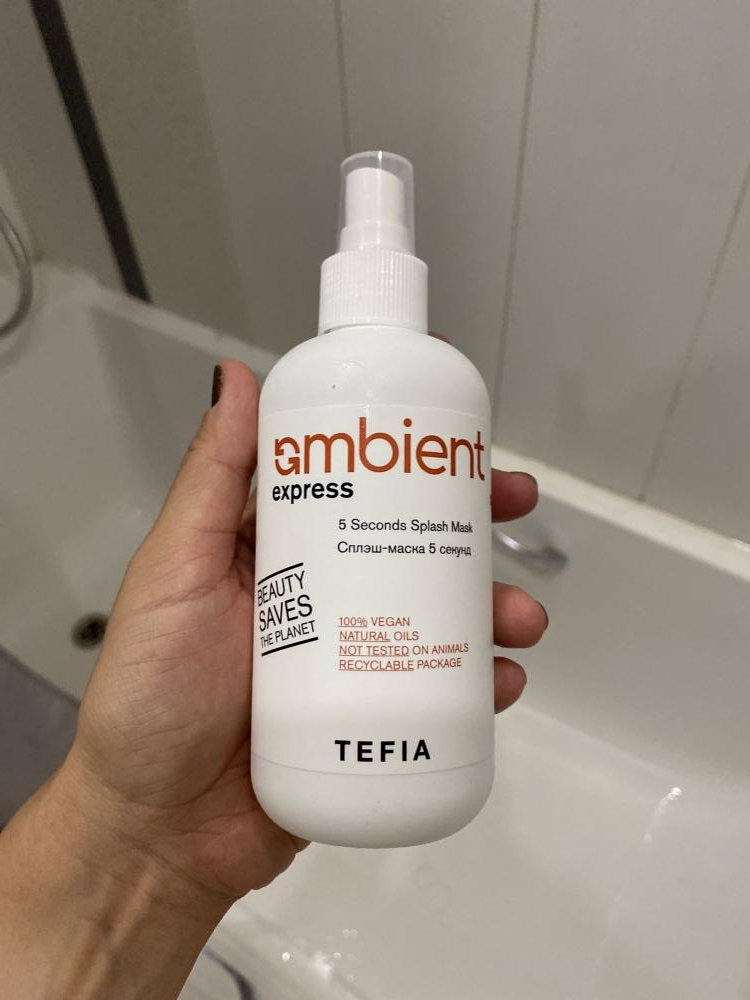 ambient
express
5 Seconds Splash Mask
Сплэш-маска 5 секунд
BEAUTY
SAVES
THE PLANET
100% VEGAN
NATURAL OILS
NOT TESTED ON ANIMALS
RECYCLABLE PACKAGE
TEFIA